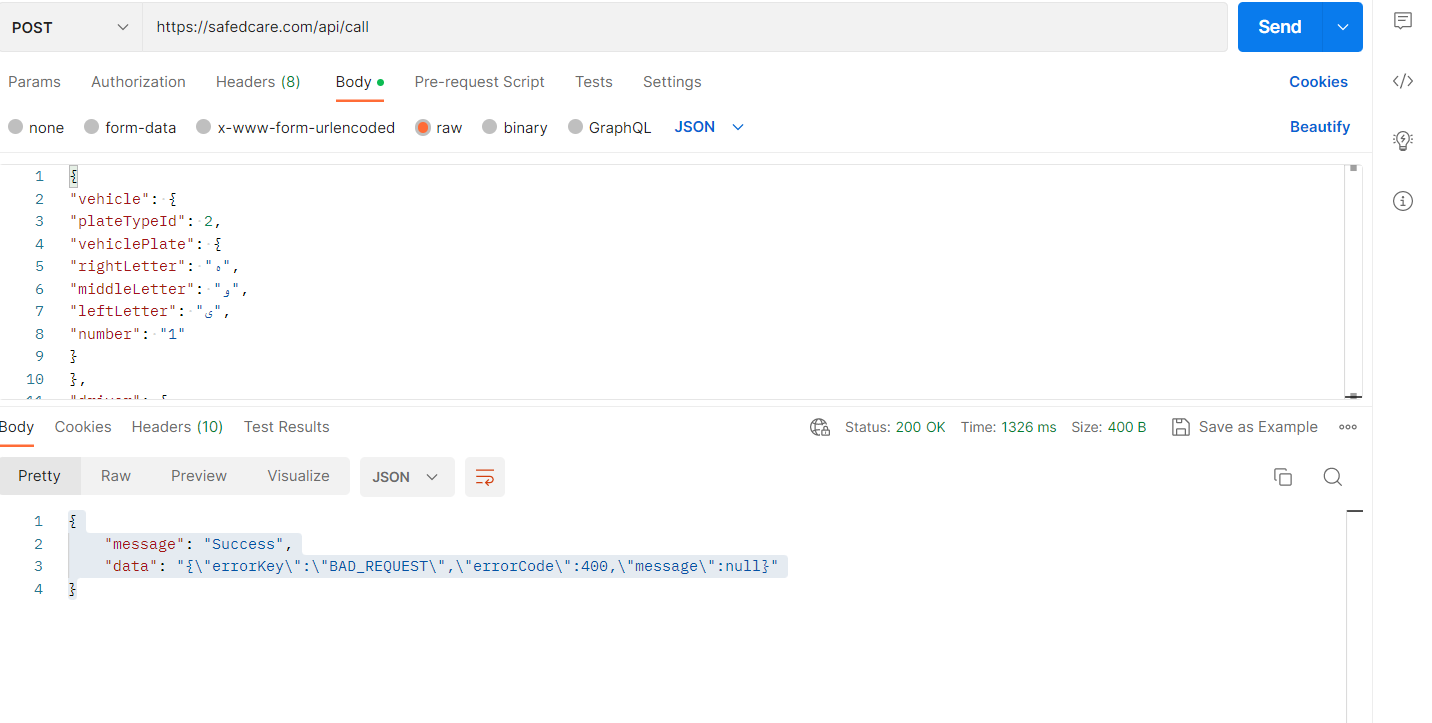 POST https://safedcare.com/api/call Send
Params Authorization Headers (8) Body Pre-request Script Tests Settings Cookies
none form-data x-www-form-urlencoded raw binary GraphQL JSON Beautify
1 {
2 "vehicle": {
3 "plateTypeId": 2,
4 "vehiclePlate": {
5 "rightLetter": "ه",
6 "middleLetter": "و",
7 "leftLetter": "ى",
8 "number": "1"
9 }
10 },
11 "driver": {
Body Cookies Headers (10) Test Results Status: 200 OK Time: 1326 ms Size: 400 B Save as Example
Pretty Raw Preview Visualize JSON
1 {
2 "message": "Success",
3 "data": "{\"errorKey\":\"BAD_REQUEST\",\"errorCode\":400,\"message\":null}"
4 }